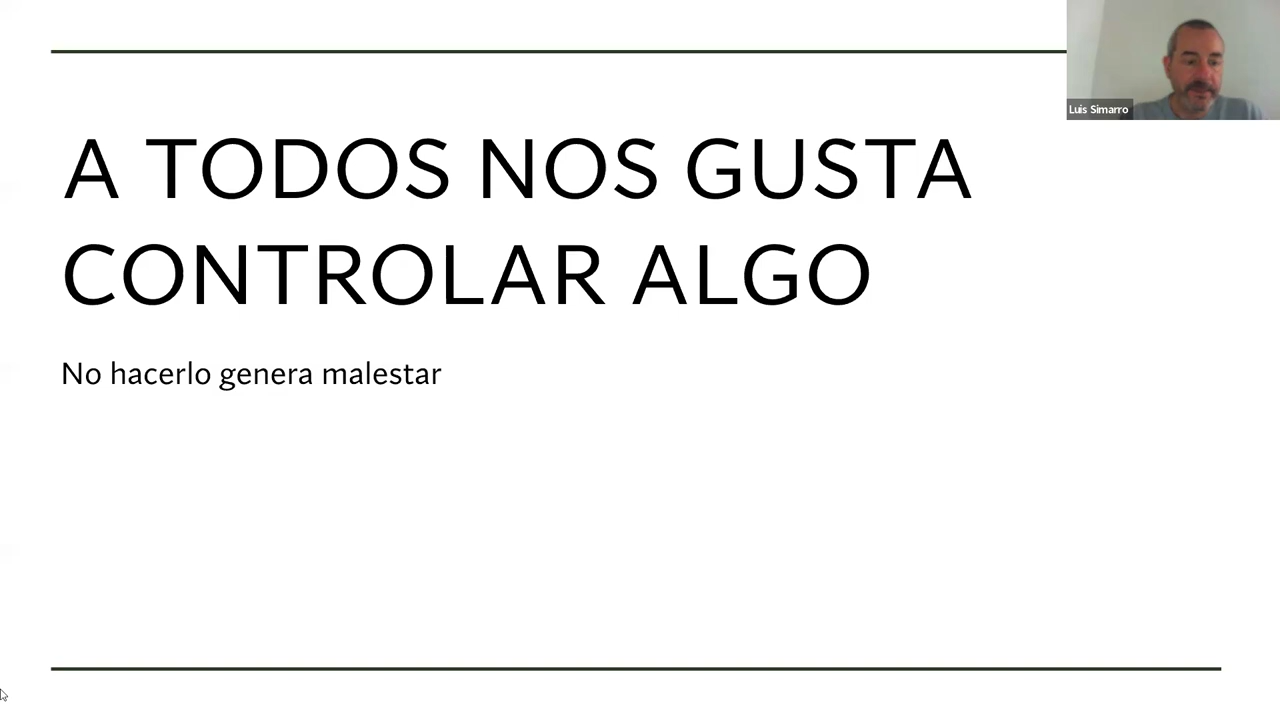 Luis Simarro
A TODOS NOS GUSTA
CONTROLAR ALGO
No hacerlo genera malestar